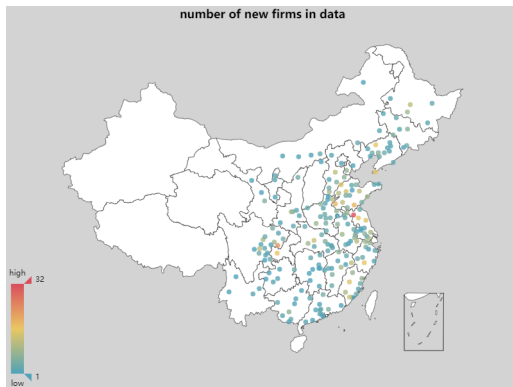 number of new firms in data
high
32
1
low